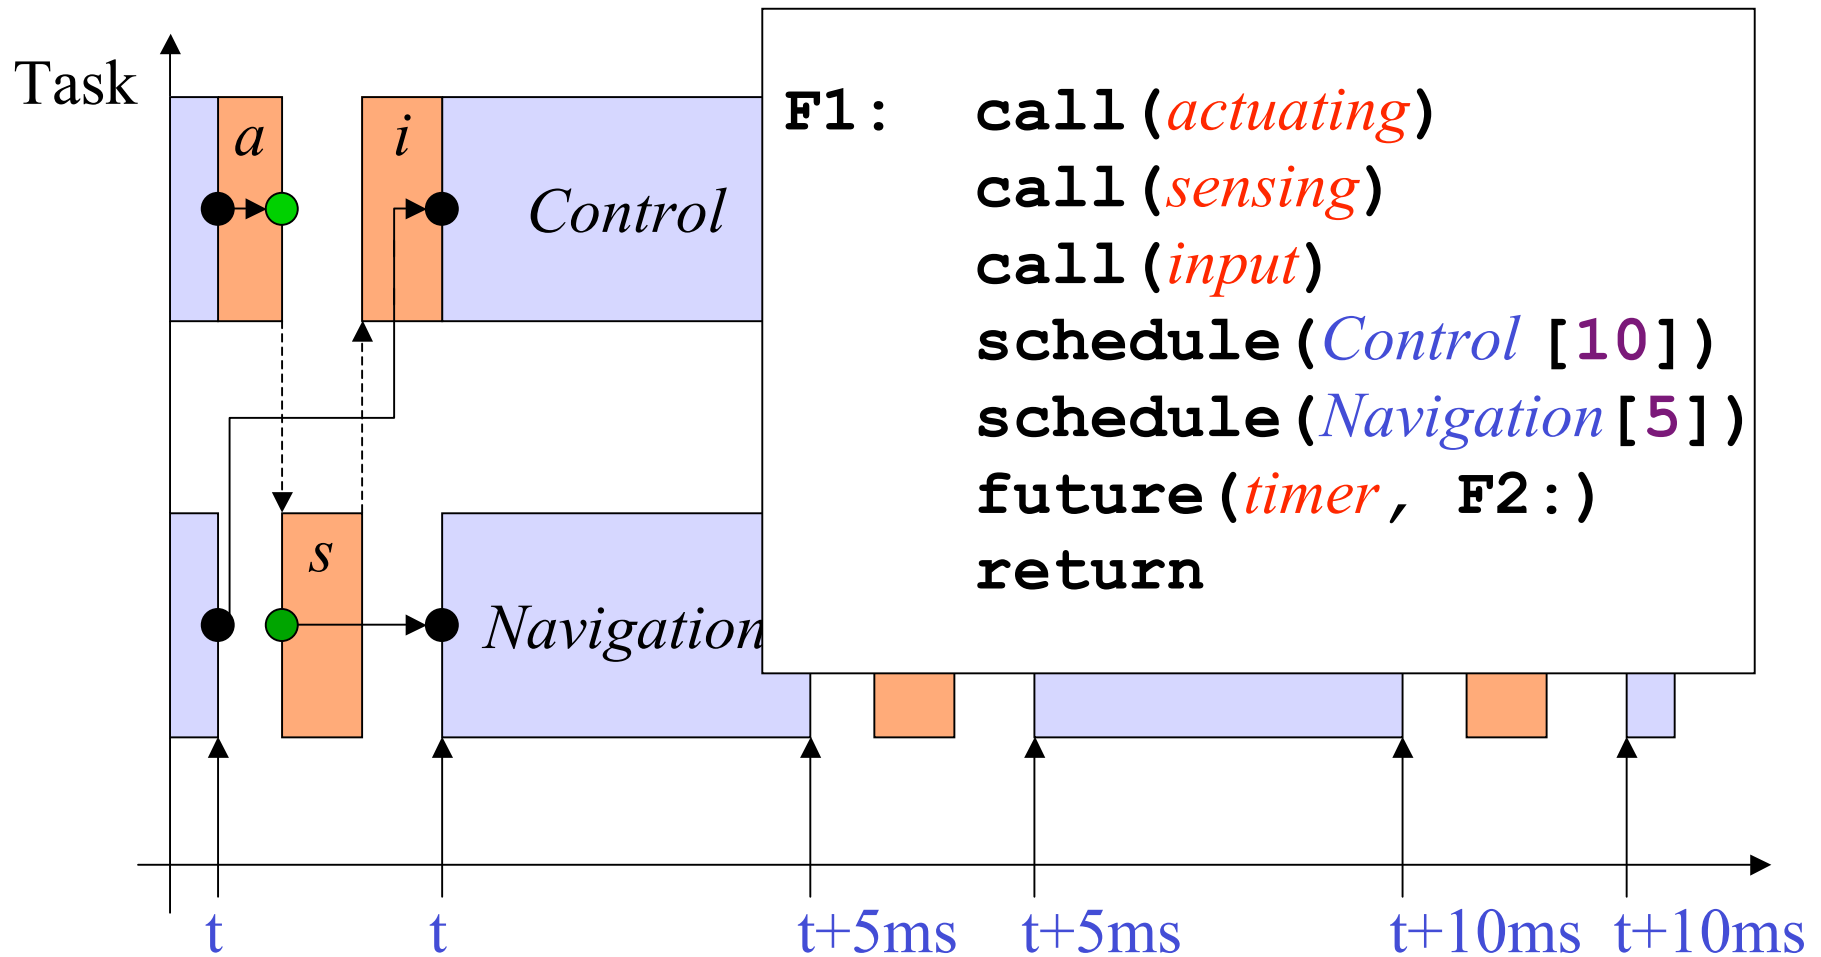 Task
a
i
Control
s
Navigation
F1: call(actuating)
call(sensing)
call(input)
schedule(Control [10])
schedule(Navigation[5])
future(timer, F2:)
return
t
t
t+5ms
t+5ms
t+10ms
t+10ms